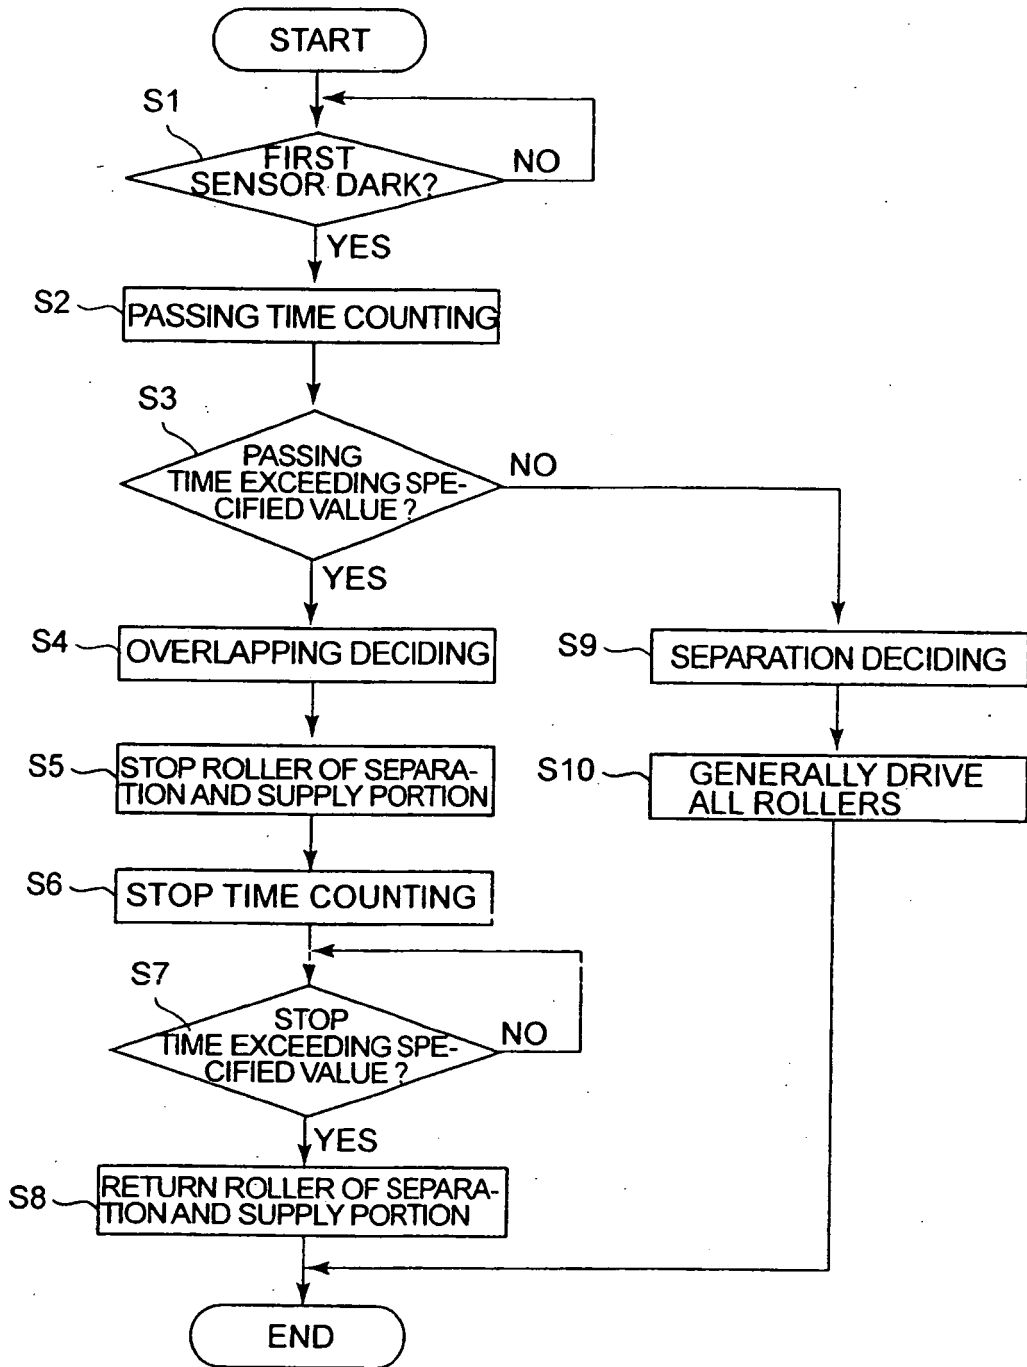 START
S1
FIRST
SENSOR DARK?
NO
YES
S2
PASSING TIME COUNTING
S3
PASSING
TIME EXCEEDING SPE-
CIFIED VALUE ?
NO
YES
S4
OVERLAPPING DECIDING
S9
SEPARATION DECIDING
S5
STOP ROLLER OF SEPARA-
TION AND SUPPLY PORTION
S10
GENERALLY DRIVE
ALL ROLLERS
S6
STOP TIME COUNTING
S7
STOP
TIME EXCEEDING SPE-
CIFIED VALUE ?
NO
YES
S8
RETURN ROLLER OF SEPARA-
TION AND SUPPLY PORTION
END